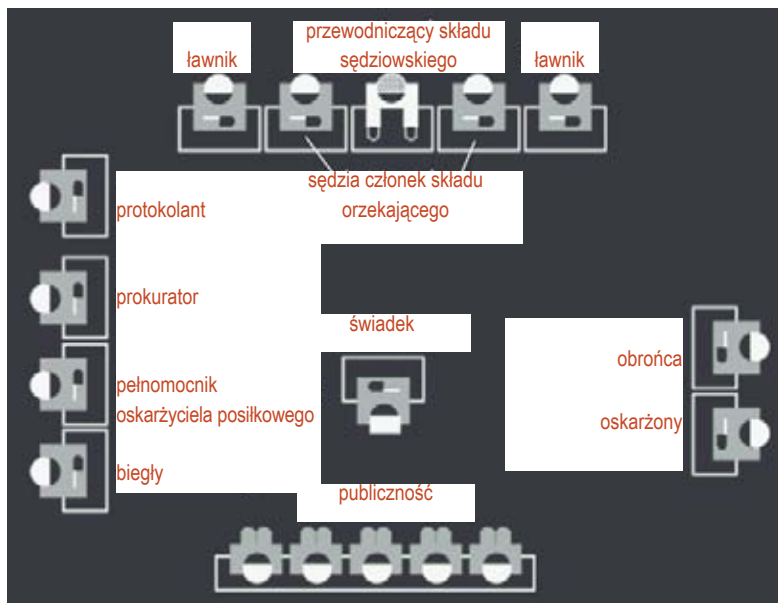 ławnik
przewodniczący składu
sędziowskiego
ławnik
sędzia członek składu
orzekającego
protokolant
prokurator
świadek
pełnomocnik
oskarżyciela posiłkowego
obrońca
oskarżony
biegły
publiczność